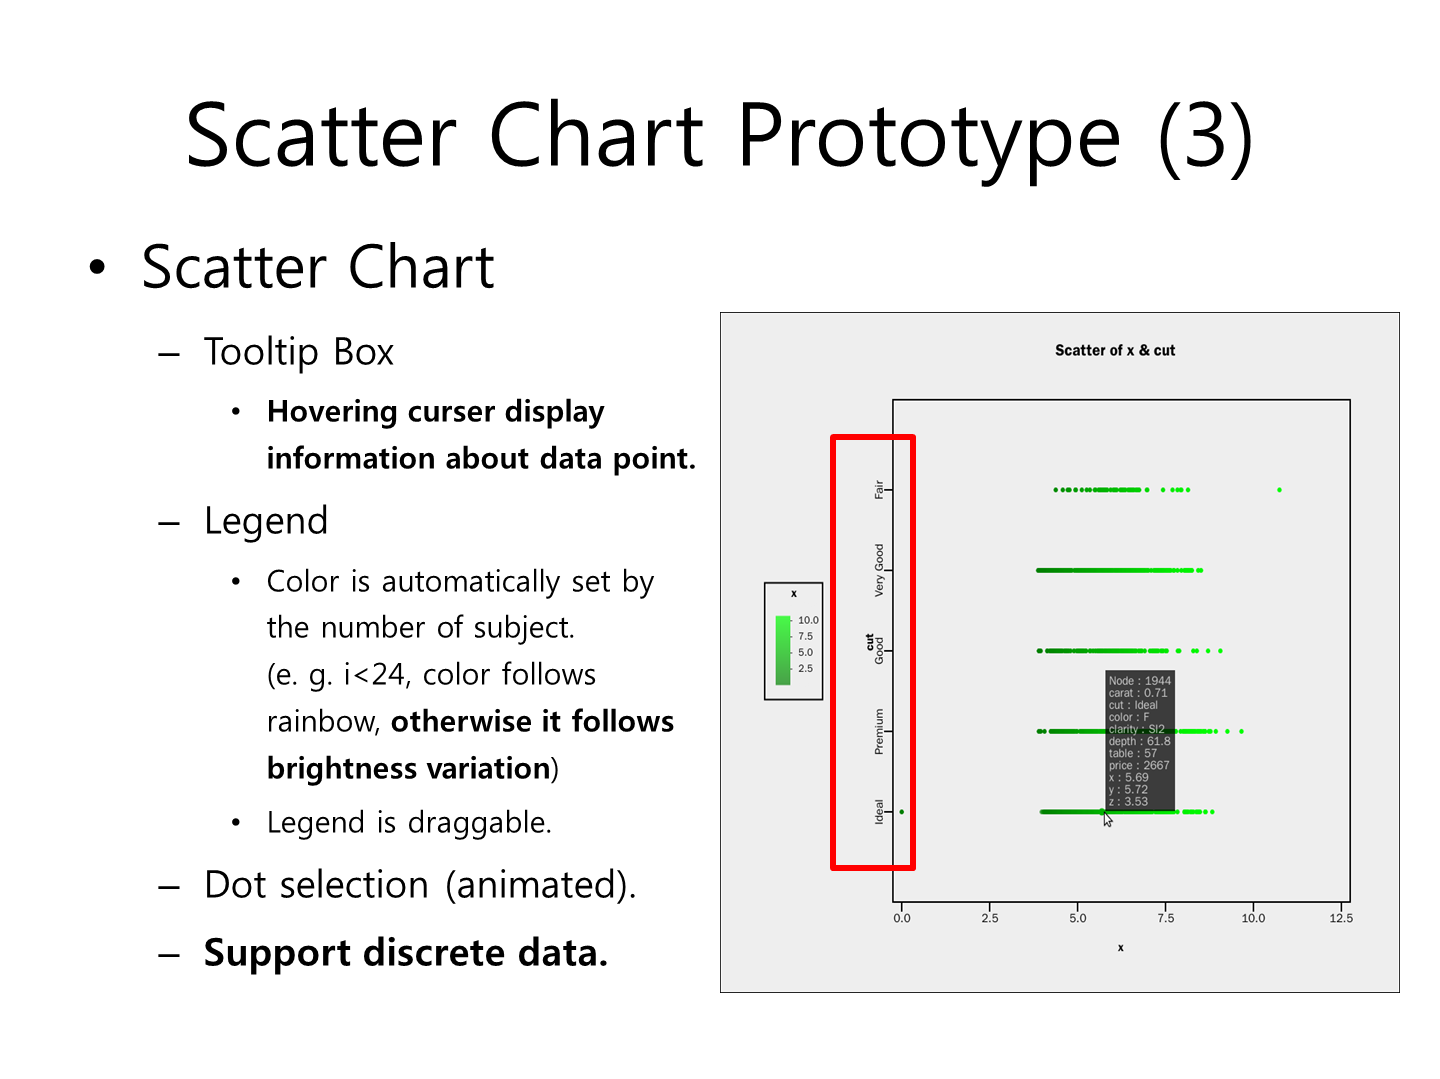 Scatter Chart Prototype (3)
• Scatter Chart
– Tooltip Box
• Hovering curser display
information about data point.
– Legend
• Color is automatically set by
the number of subject.
(e. g. i<24, color follows
rainbow, otherwise it follows
brightness variation)
• Legend is draggable.
– Dot selection (animated).
– Support discrete data.
Scatter of x & cut
x
10.0
7.5
5.0
2.5
cut
Fair
Very Good
Good
Premium
Ideal
Node : 1944
carat : 0.71
cut : Ideal
color : F
clarity : SI2
depth : 61.8
table : 57
price : 2667
x : 5.69
y : 5.72
z : 3.53
0.0 2.5 5.0 7.5 10.0 12.5
x